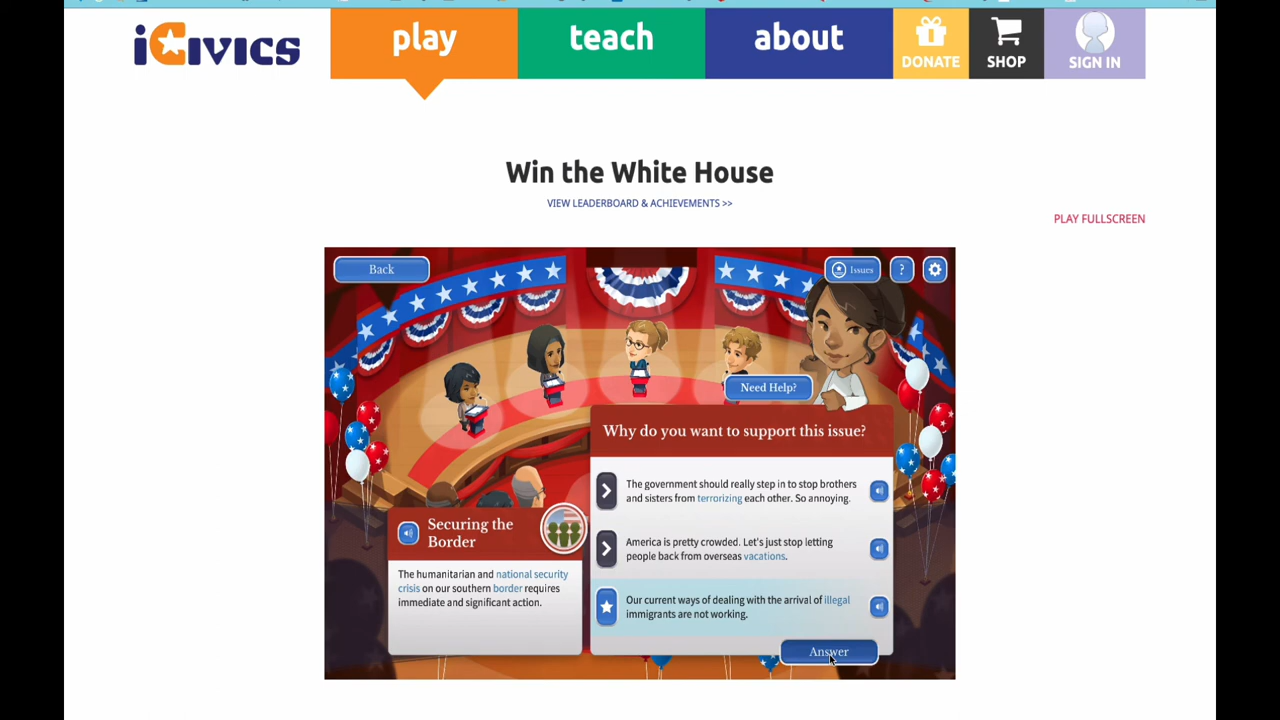 iCivics
play
teach
about
DONATE
SHOP
SIGN IN
Win the White House
VIEW LEADERBOARD & ACHIEVEMENTS >>
PLAY FULLSCREEN
Back
Issues
?
Need Help?
Why do you want to support this issue?
The government should really step in to stop brothers
and sisters from terrorizing each other. So annoying.
America is pretty crowded. Let's just stop letting
people back from overseas vacations.
Our current ways of dealing with the arrival of illegal
immigrants are not working.
Answer
Securing the
Border
The humanitarian and national security
crisis on our southern border requires
immediate and significant action.